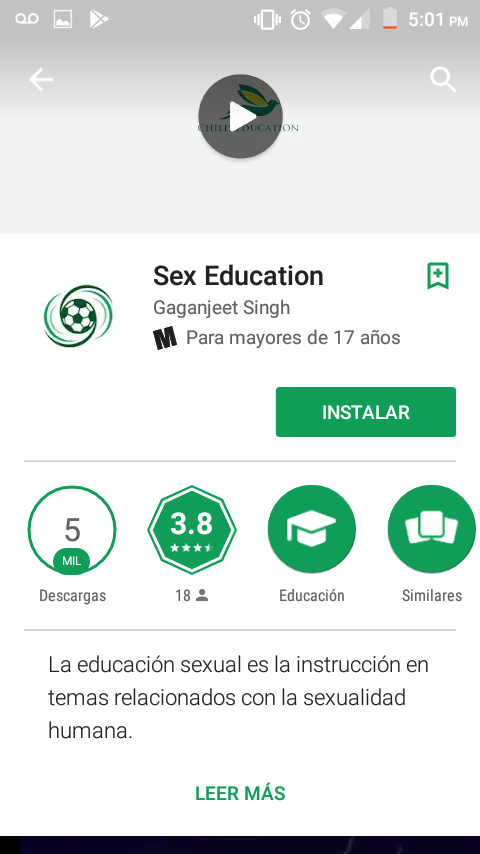 5:01 PM
CHILD EDUCATION
Sex Education
Gaganjeet Singh
M Para mayores de 17 años
INSTALAR
5
MIL
3.8
Descargas
18
Educación
Similares
La educación sexual es la instrucción en
temas relacionados con la sexualidad
humana.
LEER MÁS